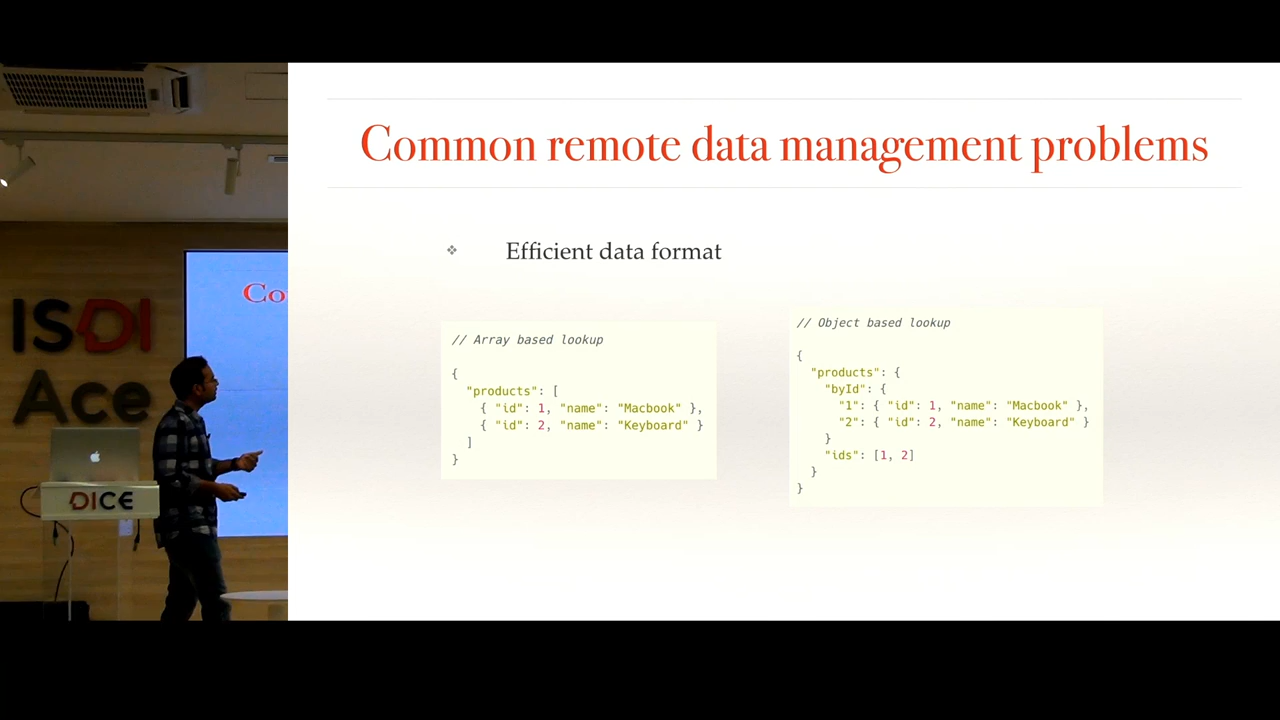 ISDI
Ace
DICE
Co
Common remote data management problems
❖ Efficient data format
// Array based lookup
{
"products": [
{ "id": 1, "name": "Macbook" },
{ "id": 2, "name": "Keyboard" }
]
}
// Object based lookup
{
"products": {
"byId": {
"1": { "id": 1, "name": "Macbook" },
"2": { "id": 2, "name": "Keyboard" }
}
"ids": [1, 2]
}
}